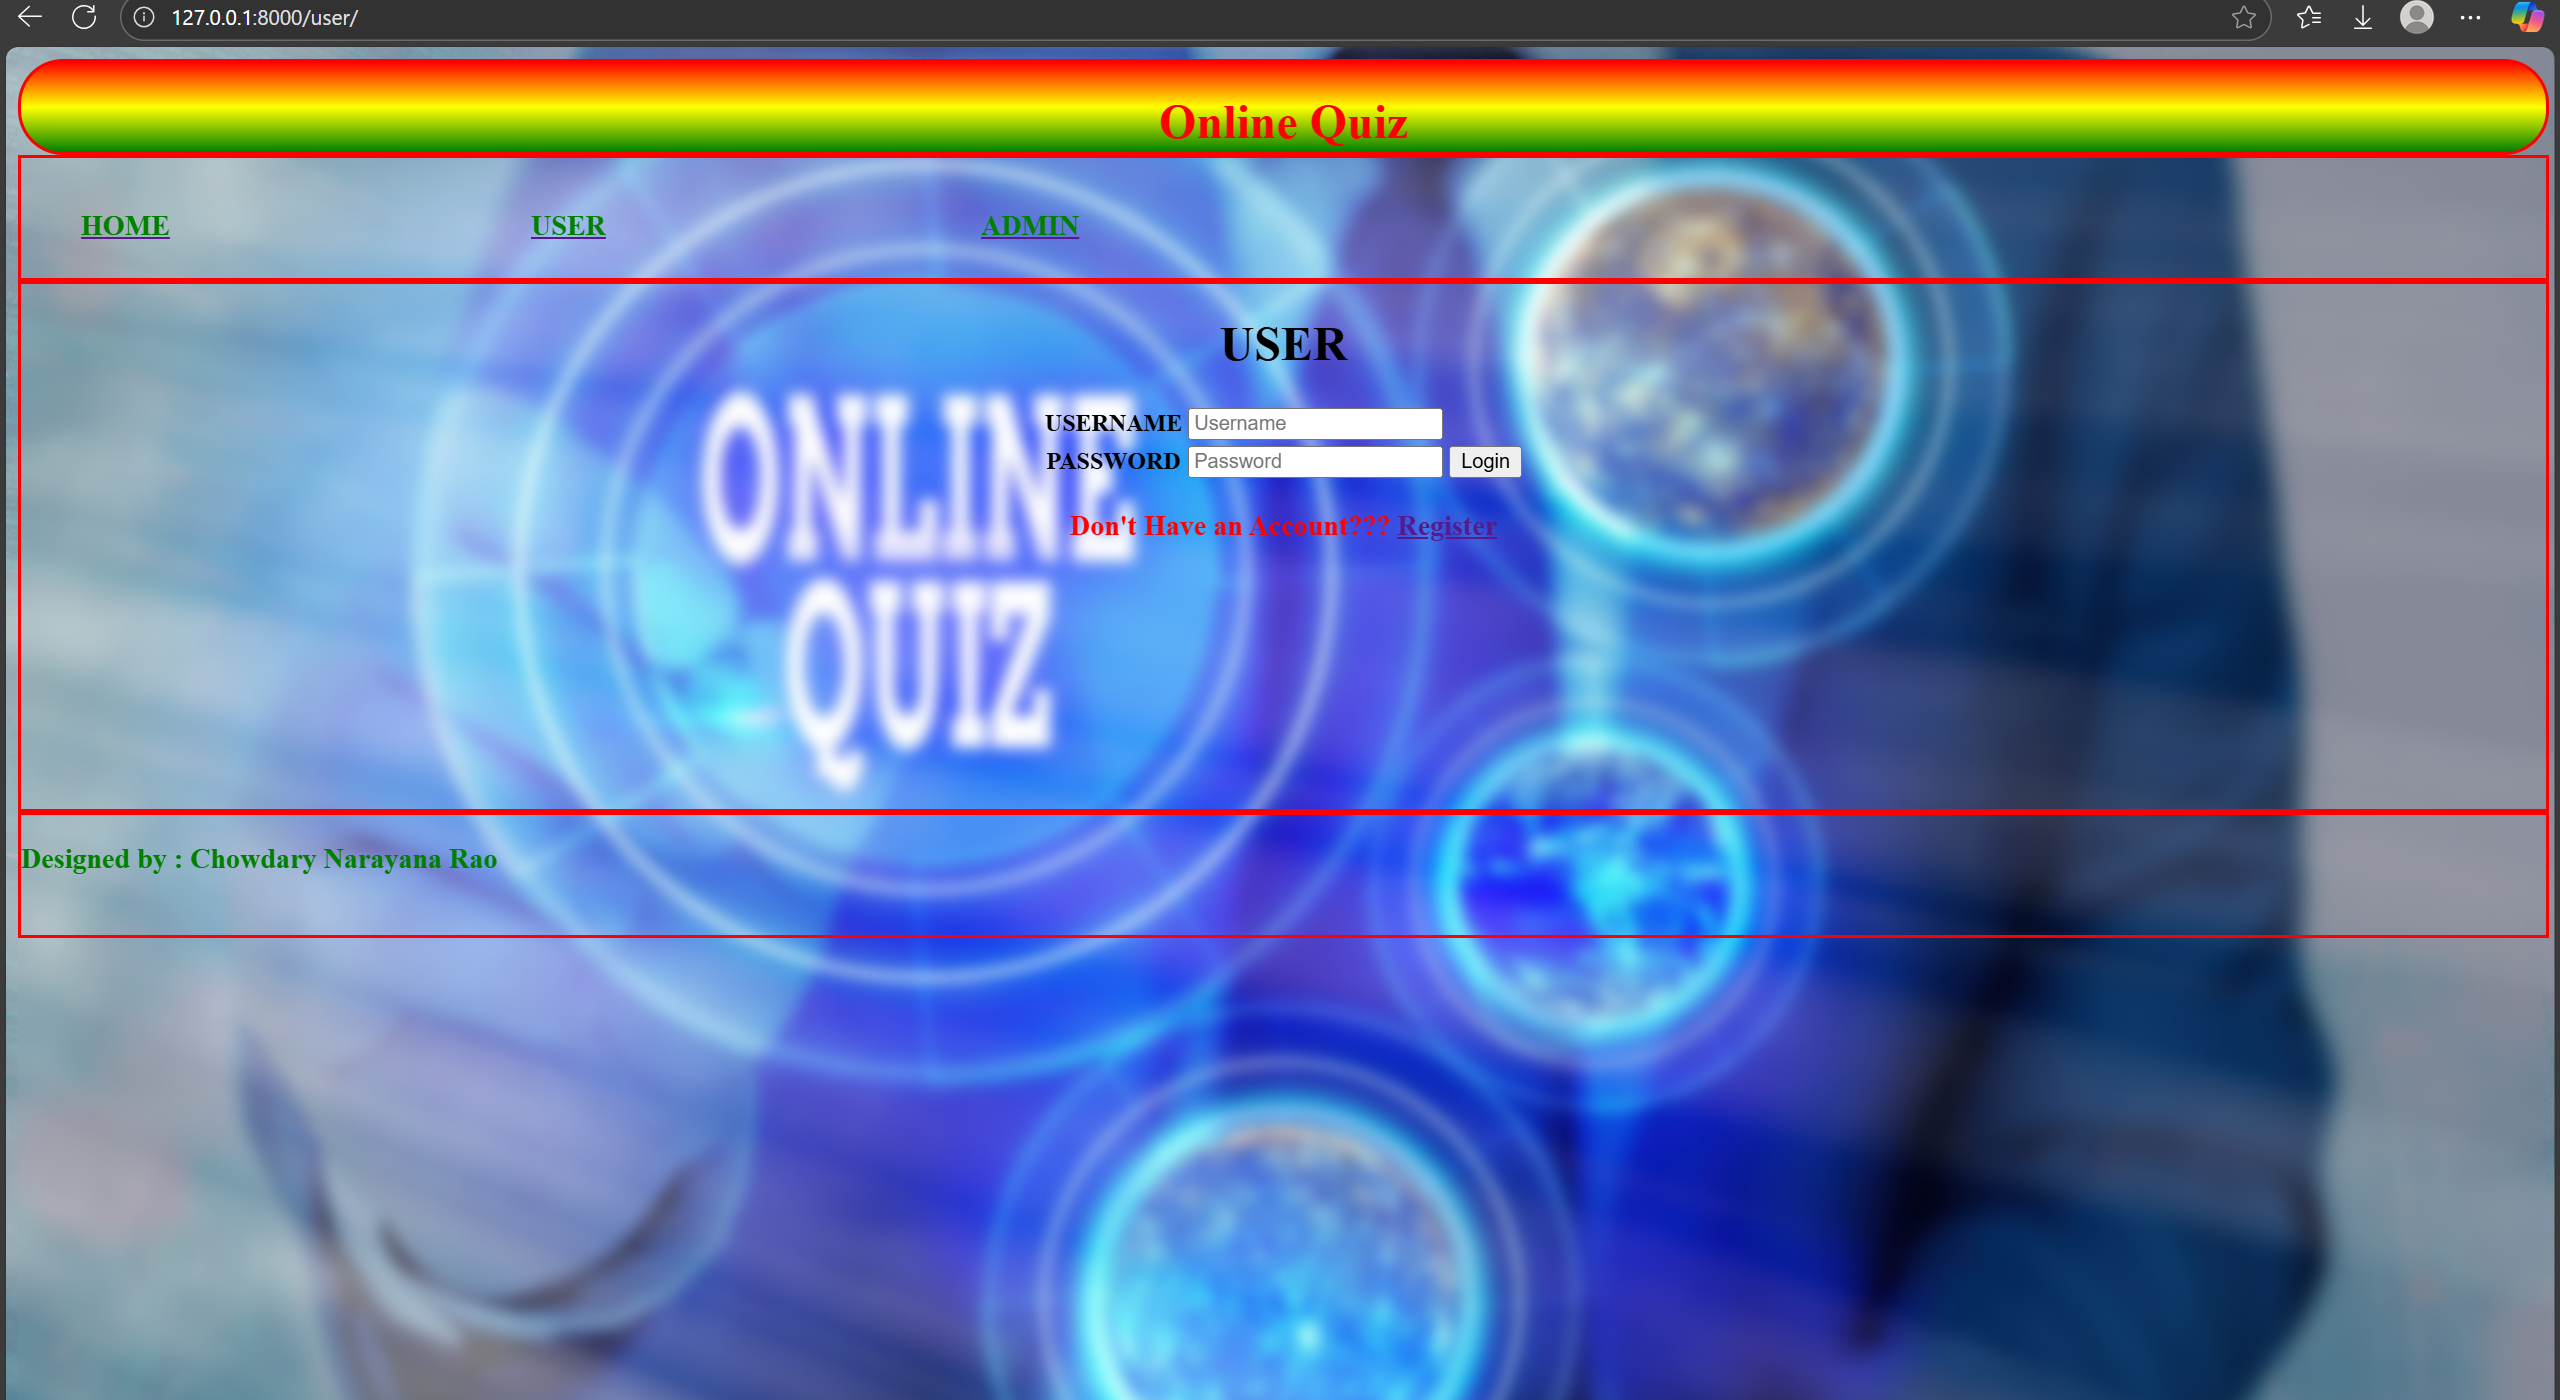 127.0.0.1:8000/user/
Online Quiz
HOME USER ADMIN
USER
USERNAME Username
PASSWORD Password Login
Don't Have an Account??? Register
ONLINE
QUIZ
Designed by : Chowdary Narayana Rao